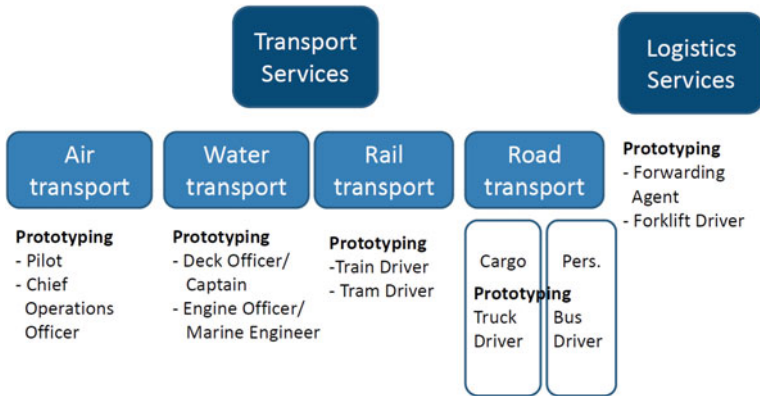 Transport
Services
Logistics
Services
Air
transport
Water
transport
Rail
transport
Road
transport
Prototyping
- Pilot
- Chief
Operations
Officer
Prototyping
- Deck Officer/
Captain
- Engine Officer/
Marine Engineer
Prototyping
-Train Driver
- Tram Driver
Cargo
Pers.
Prototyping
Truck
Driver
Bus
Driver
Prototyping
- Forwarding
Agent
- Forklift Driver